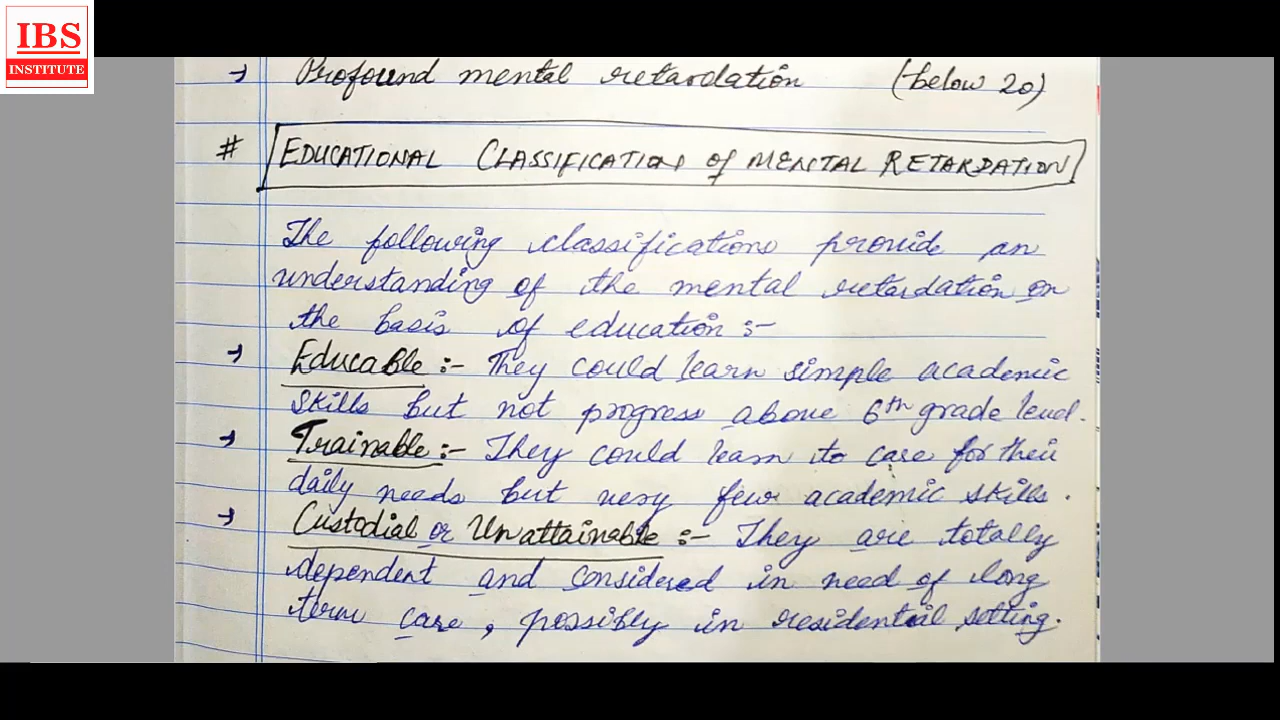 IBS
INSTITUTE
→ Profound mental retardation (below 20)
# EDUCATIONAL CLASSIFICATION of MENTAL RETARDATION
The following classifications provide an
understanding of the mental retardation on
the basis of education :-
→ Educable :- They could learn simple academic
skills but not progress above 6th grade level.
→ Trainable :- They could learn to care for their
daily needs but very few academic skills.
→ Custodial or Unattainable :- They are totally
dependent and considered in need of long
term care, possibly in residential setting.